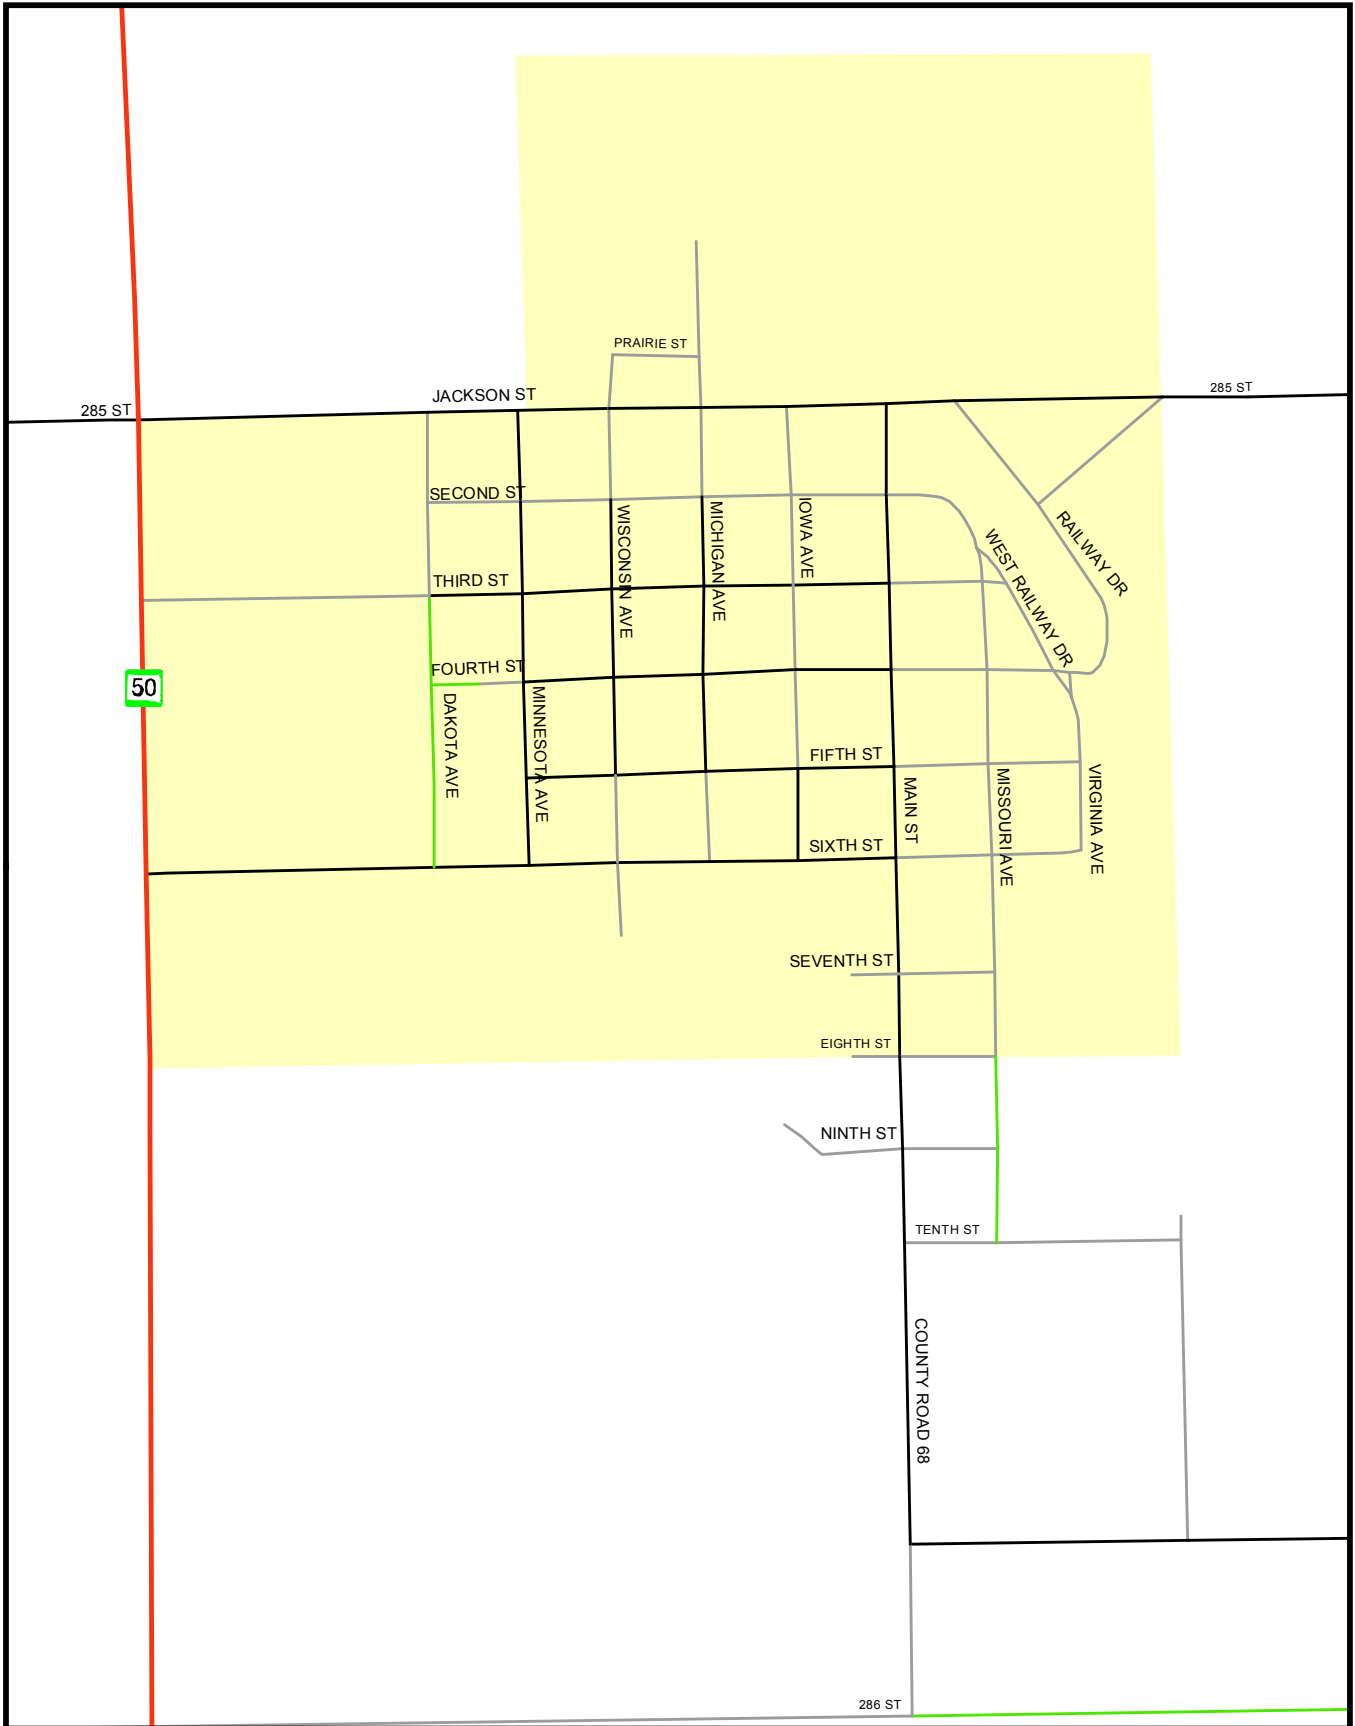 PRAIRIE ST
JACKSON ST
285 ST
285 ST
SECOND ST
WISCONSIN AVE
MICHIGAN AVE
IOWA AVE
WEST RAILWAY DR
RAILWAY DR
THIRD ST
FOURTH ST
50
DAKOTA AVE
MINNESOTA AVE
FIFTH ST
MAIN ST
MISSOURI AVE
VIRGINIA AVE
SIXTH ST
SEVENTH ST
EIGHTH ST
NINTH ST
TENTH ST
COUNTY ROAD 68
286 ST